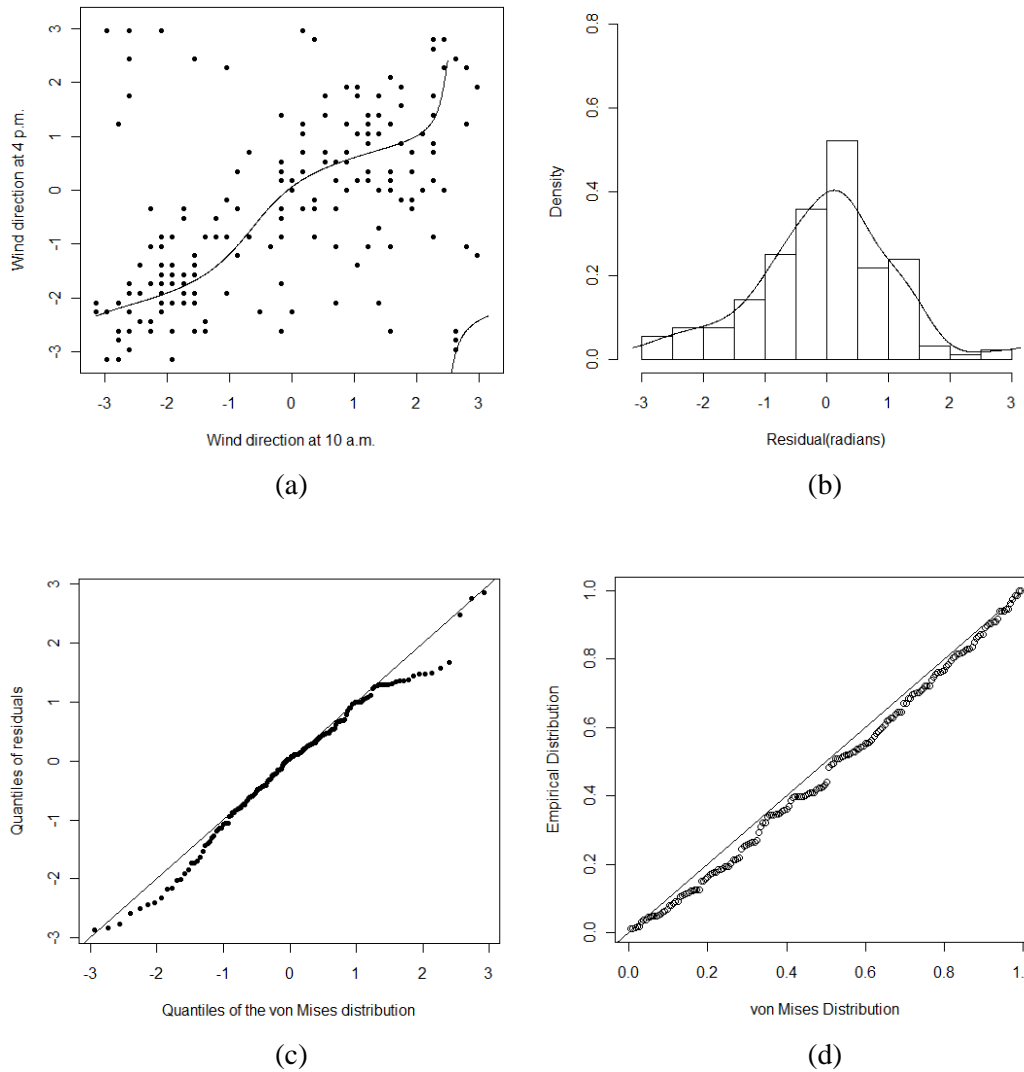 3
2
1
0
-1
-2
-3
Wind direction at 4 p.m.
-3 -2 -1 0 1 2 3
Wind direction at 10 a.m.
(a)
0.8
0.6
0.4
0.2
0.0
Density
-3 -2 -1 0 1 2 3
Residual(radians)
(b)
3
2
1
0
-1
-2
-3
Quantiles of residuals
-3 -2 -1 0 1 2 3
Quantiles of the von Mises distribution
(c)
1.0
0.8
0.6
0.4
0.2
0.0
Empirical Distribution
0.0 0.2 0.4 0.6 0.8 1.
von Mises Distribution
(d)